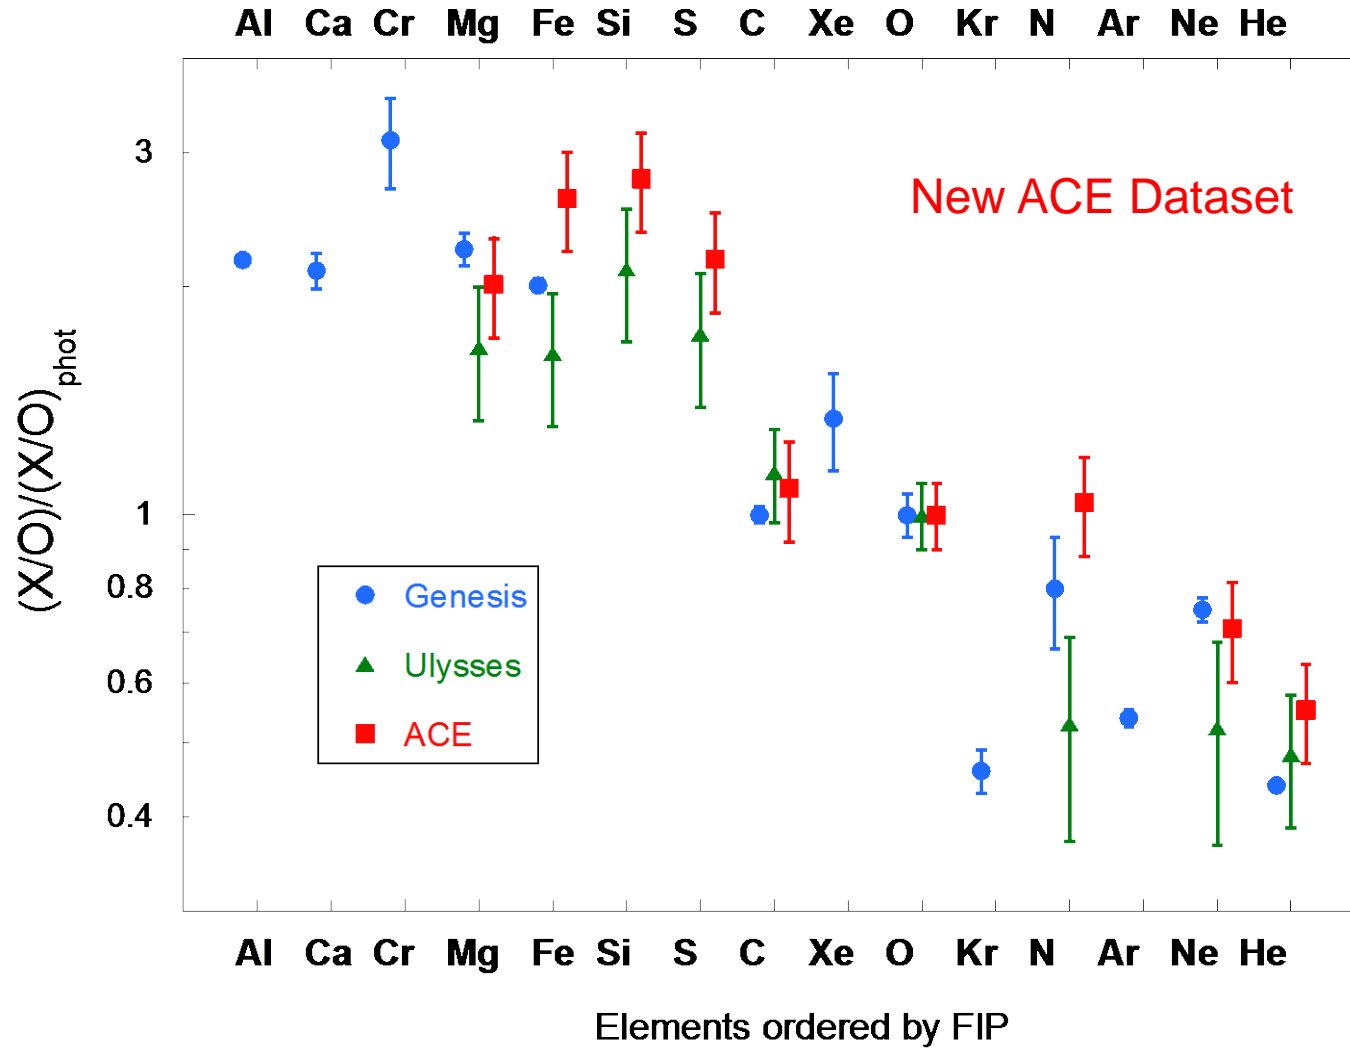 Al Ca Cr Mg Fe Si S C Xe O Kr N Ar Ne He
3
New ACE Dataset
(X/O)/(X/O)phot
1
0.8
Genesis
Ulysses
0.6
ACE
0.4
Al Ca Cr Mg Fe Si S C Xe O Kr N Ar Ne He
Elements ordered by FIP